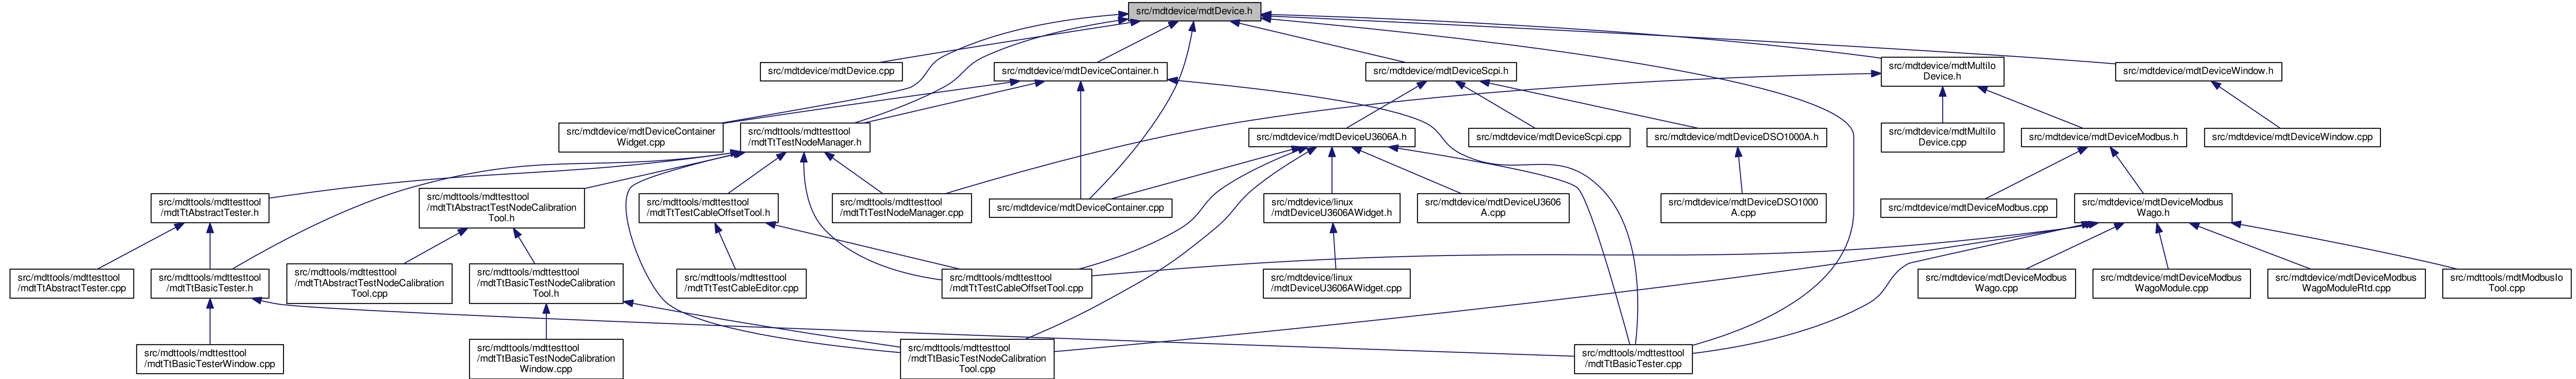 src/mdtdevice/mdtDevice.h
src/mdtdevice/mdtDevice.cpp
src/mdtdevice/mdtDeviceContainer.h
src/mdtdevice/mdtDeviceScpi.h
src/mdtdevice/mdtMultiIo
Device.h
src/mdtdevice/mdtDeviceWindow.h
src/mdtdevice/mdtDeviceContainer
Widget.cpp
src/mdttools/mdttesttool
/mdtTtTestNodeManager.h
src/mdtdevice/mdtDeviceU3606A.h
src/mdtdevice/mdtDeviceScpi.cpp
src/mdtdevice/mdtDeviceDSO1000A.h
src/mdtdevice/mdtMultiIo
Device.cpp
src/mdtdevice/mdtDeviceModbus.h
src/mdtdevice/mdtDeviceWindow.cpp
src/mdttools/mdttesttool
/mdtTtAbstractTester.h
src/mdttools/mdttesttool
/mdtTtAbstractTestNodeCalibration
Tool.h
src/mdttools/mdttesttool
/mdtTtTestCableOffsetTool.h
src/mdttools/mdttesttool
/mdtTtTestNodeManager.cpp
src/mdtdevice/mdtDeviceContainer.cpp
src/mdtdevice/linux
/mdtDeviceU3606AWidget.h
src/mdtdevice/mdtDeviceU3606
A.cpp
src/mdtdevice/mdtDeviceDSO1000
A.cpp
src/mdtdevice/mdtDeviceModbus.cpp
src/mdtdevice/mdtDeviceModbus
Wago.h
src/mdttools/mdttesttool
/mdtTtAbstractTester.cpp
src/mdttools/mdttesttool
/mdtTtBasicTester.h
src/mdttools/mdttesttool
/mdtTtAbstractTestNodeCalibration
Tool.cpp
src/mdttools/mdttesttool
/mdtTtBasicTestNodeCalibration
Tool.h
src/mdttools/mdttesttool
/mdtTtTestCableEditor.cpp
src/mdttools/mdttesttool
/mdtTtTestCableOffsetTool.cpp
src/mdtdevice/linux
/mdtDeviceU3606AWidget.cpp
src/mdtdevice/mdtDeviceModbus
Wago.cpp
src/mdtdevice/mdtDeviceModbus
WagoModule.cpp
src/mdtdevice/mdtDeviceModbus
WagoModuleRtd.cpp
src/mdttools/mdtModbusIo
Tool.cpp
src/mdttools/mdttesttool
/mdtTtBasicTesterWindow.cpp
src/mdttools/mdttesttool
/mdtTtBasicTestNodeCalibration
Window.cpp
src/mdttools/mdttesttool
/mdtTtBasicTestNodeCalibration
Tool.cpp
src/mdttools/mdttesttool
/mdtTtBasicTester.cpp